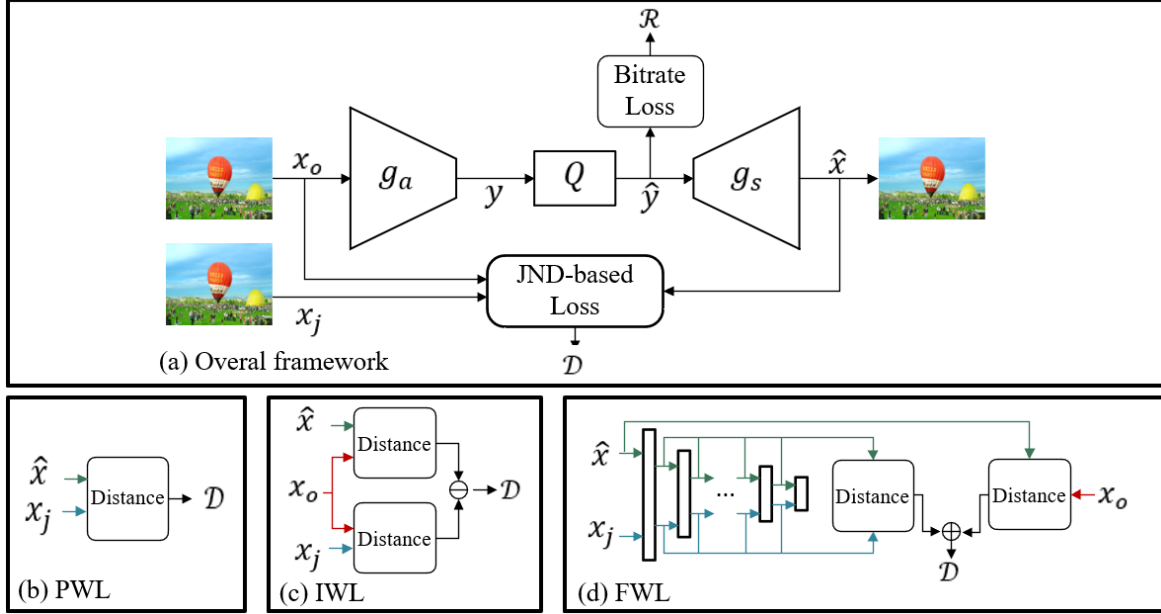 ℛ
Bitrate
Loss
x_o
g_a
y
Q
ŷ
g_s
x̂
x_j
JND-based
Loss
𝒟
(a) Overal framework
x̂
x_j
Distance
𝒟
(b) PWL
x̂
x_o
x_j
Distance
Distance
⊖
𝒟
(c) IWL
x̂
x_j
...
Distance
Distance
x_o
⊕
𝒟
(d) FWL